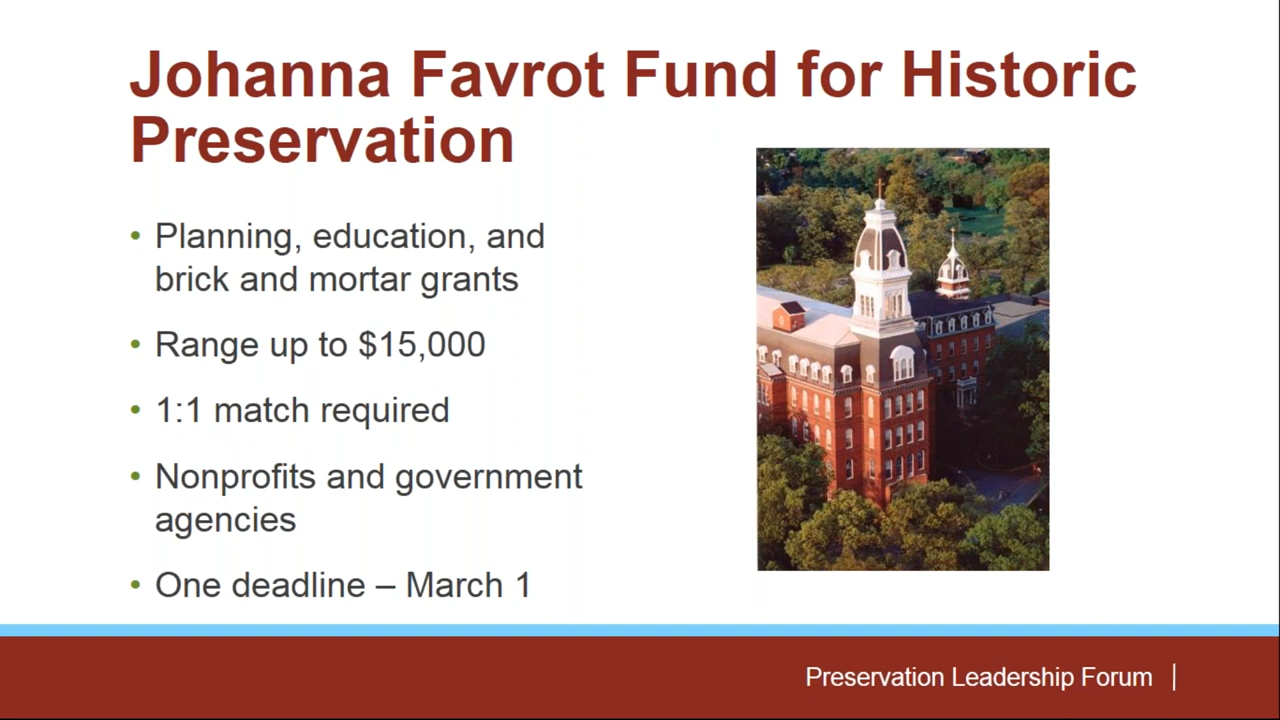 Johanna Favrot Fund for Historic
Preservation
• Planning, education, and
brick and mortar grants
• Range up to $15,000
• 1:1 match required
• Nonprofits and government
agencies
• One deadline – March 1
Preservation Leadership Forum |